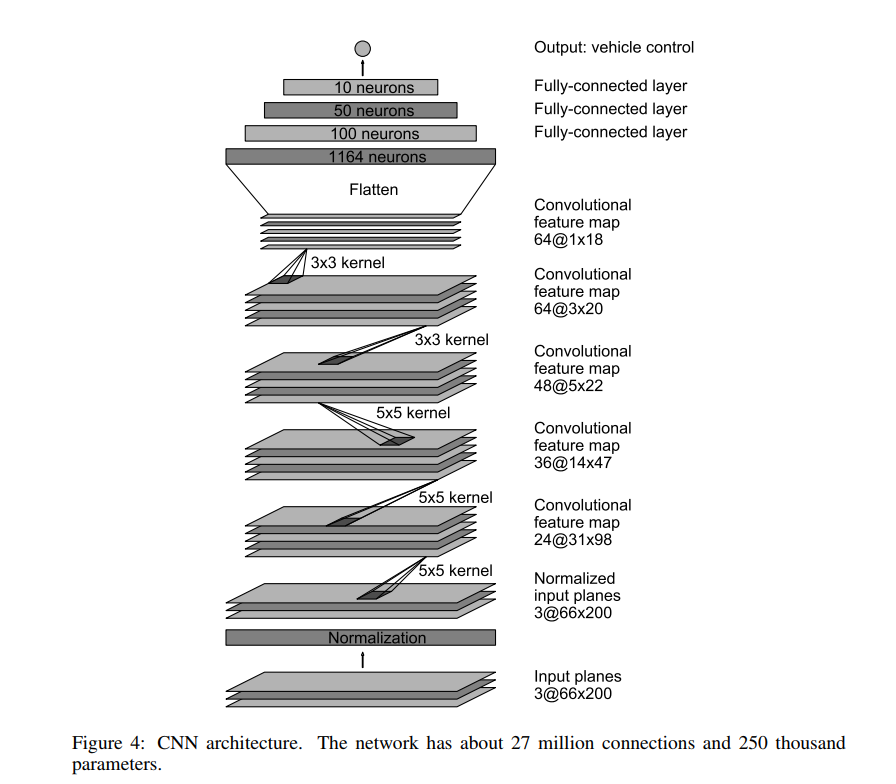 Output: vehicle control
10 neurons
Fully-connected layer
50 neurons
Fully-connected layer
100 neurons
Fully-connected layer
1164 neurons
Flatten
Convolutional
feature map
64@1x18
3x3 kernel
Convolutional
feature map
64@3x20
3x3 kernel
Convolutional
feature map
48@5x22
5x5 kernel
Convolutional
feature map
36@14x47
5x5 kernel
Convolutional
feature map
24@31x98
5x5 kernel
Normalized
input planes
3@66x200
Normalization
Input planes
3@66x200
Figure 4: CNN architecture. The network has about 27 million connections and 250 thousand
parameters.